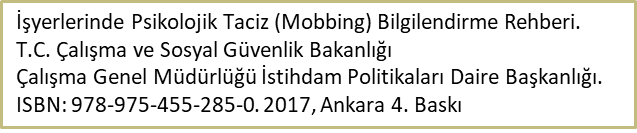 İşyerlerinde Psikolojik Taciz (Mobbing) Bilgilendirme Rehberi.
T.C. Çalışma ve Sosyal Güvenlik Bakanlığı
Çalışma Genel Müdürlüğü İstihdam Politikaları Daire Başkanlığı.
ISBN: 978-975-455-285-0. 2017, Ankara 4. Baskı